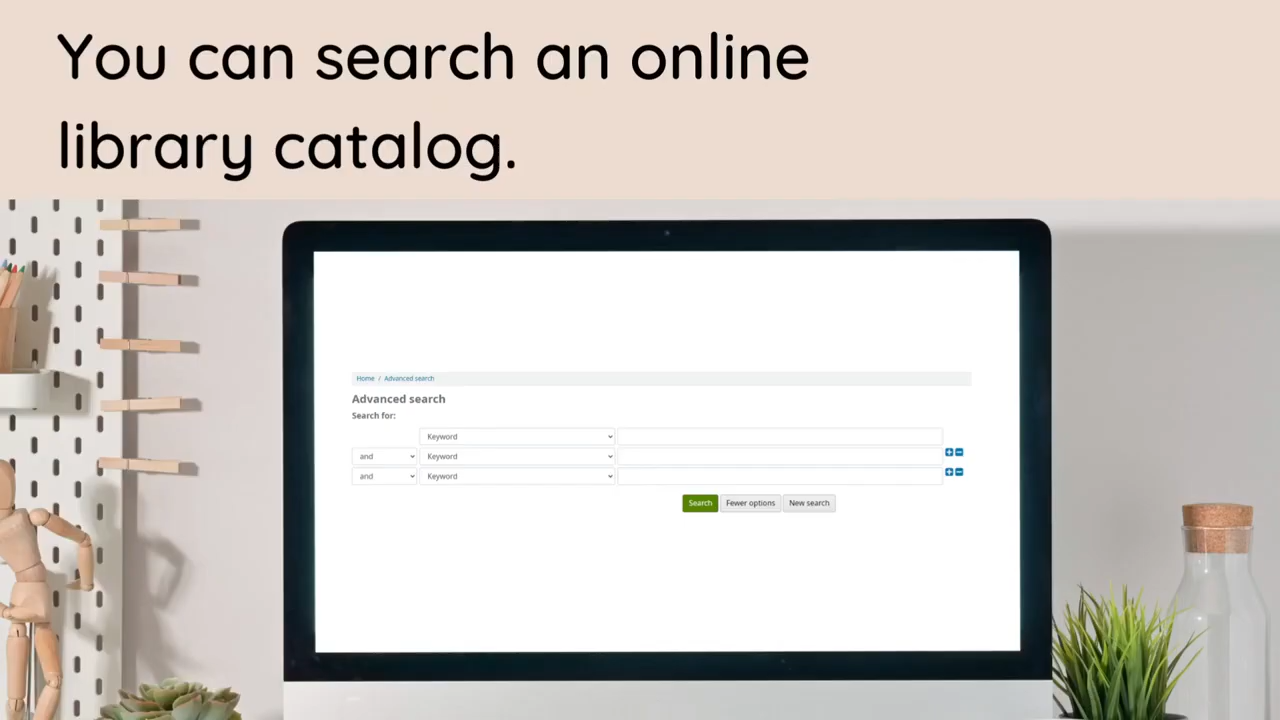 You can search an online
library catalog.
Home / Advanced search
Advanced search
Search for:
Keyword
and Keyword
and Keyword
Search Fewer options New search